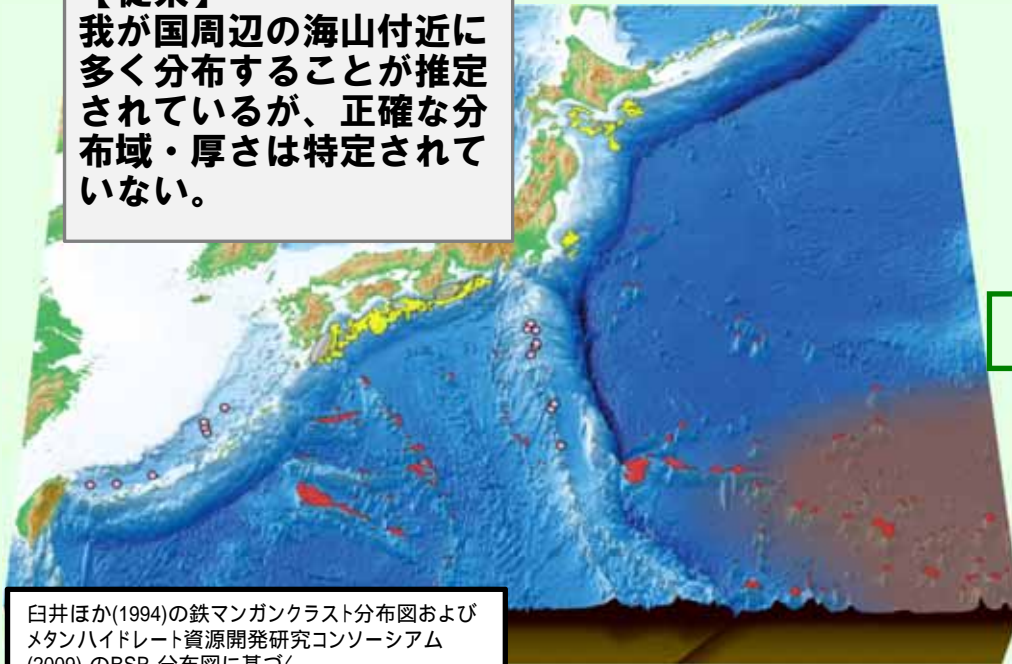 【従来】
我が国周辺の海山付近に
多く分布することが推定
されているが、正確な分
布域・厚さは特定されて
いない。
臼井ほか(1994)の鉄マンガンクラスト分布図および
メタンハイドレート資源開発研究コンソーシアム
(2009) のBSR 分布図に基づく